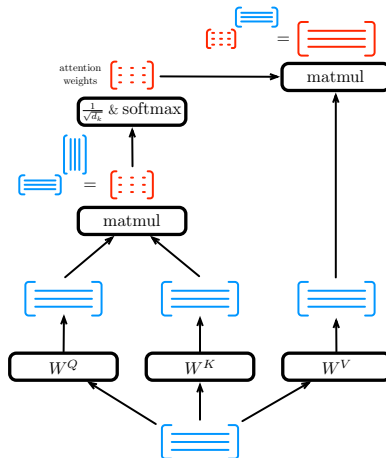 =
attention
weights
matmul
1/√d_k & softmax
=
matmul
W^Q
W^K
W^V